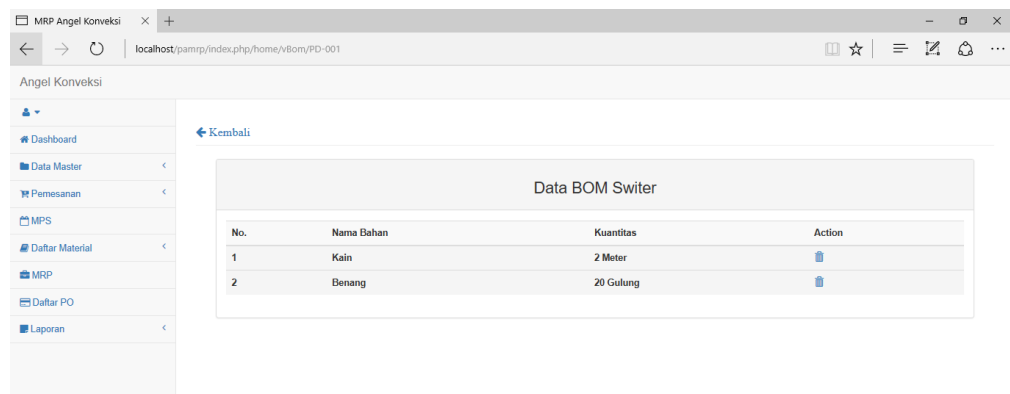 MRP Angel Konveksi
localhost/pamrp/index.php/home/vBom/PD-001
Angel Konveksi
Dashboard
Data Master
Pemesanan
MPS
Daftar Material
MRP
Daftar PO
Laporan
Kembali
Data BOM Switer
No. Nama Bahan Kuantitas Action
1 Kain 2 Meter
2 Benang 20 Gulung